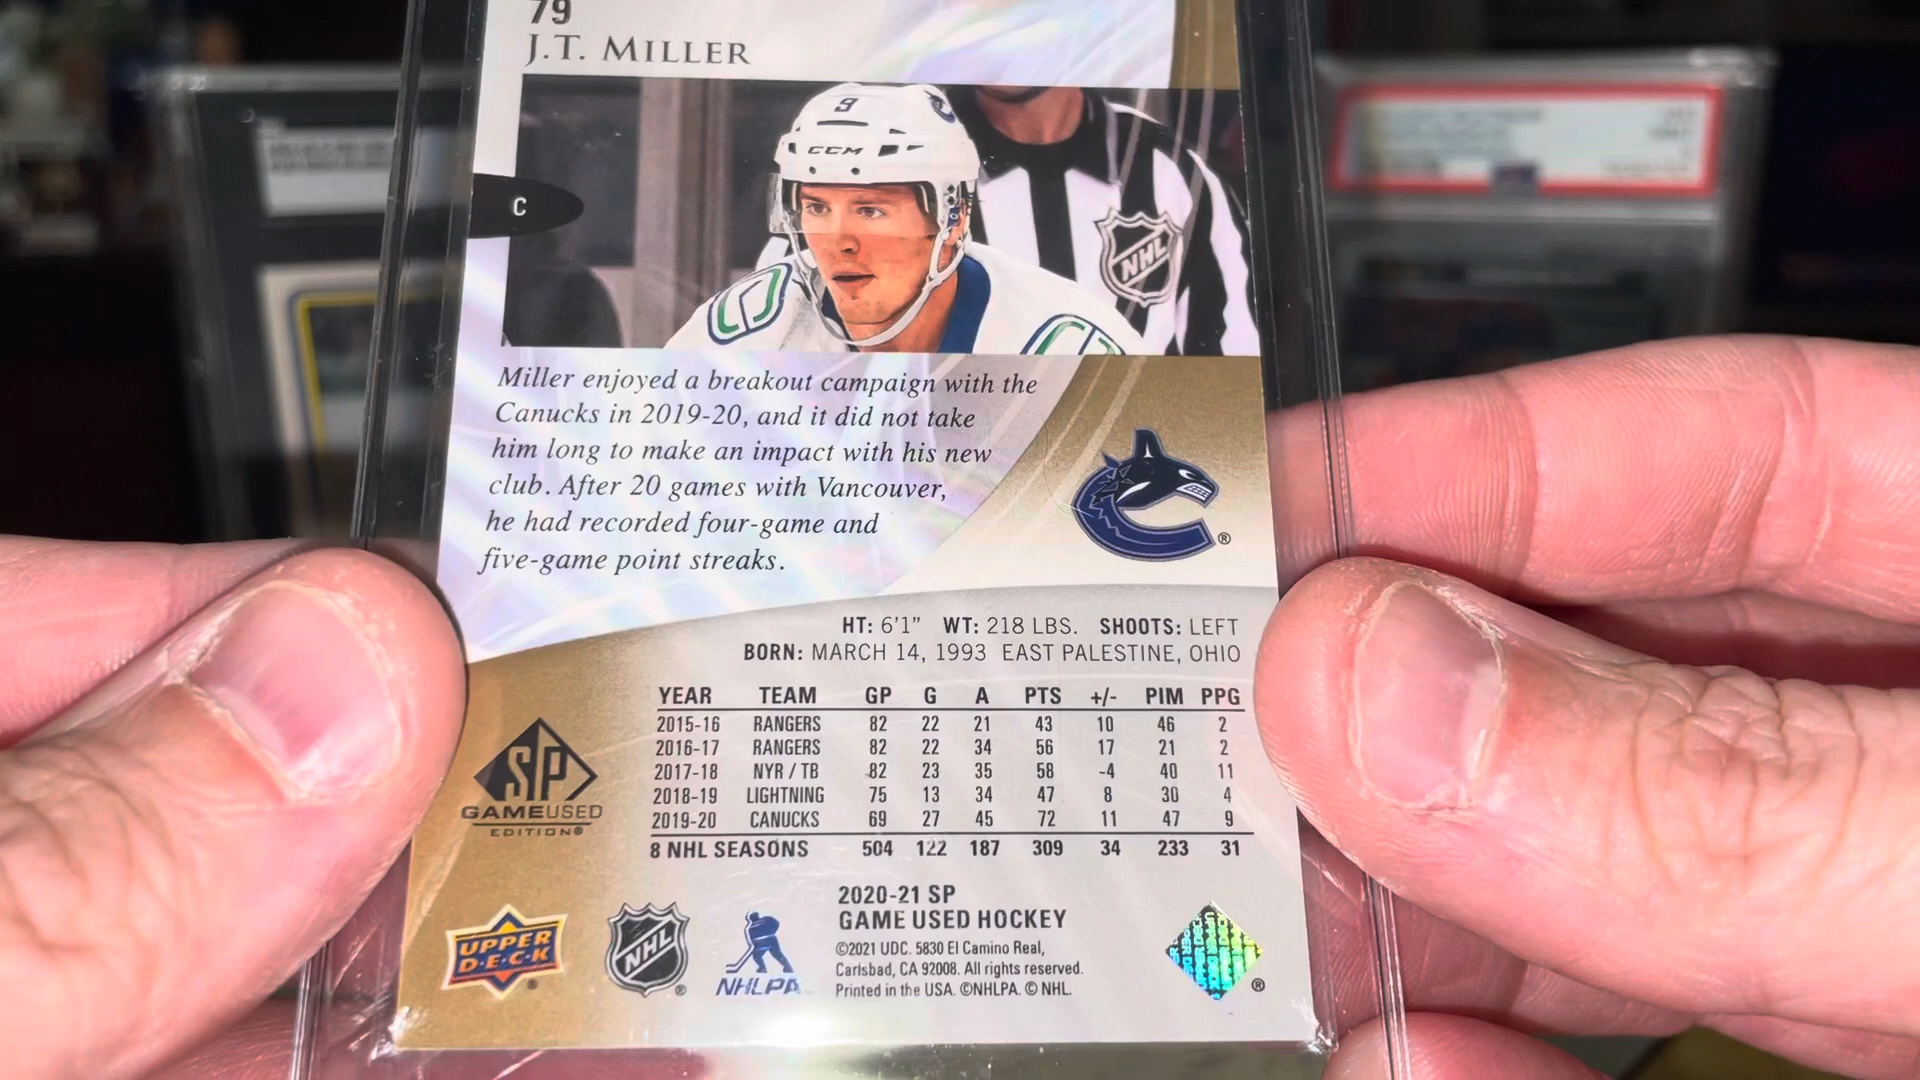 79
J.T. MILLER
9
CCM
C
NHL
Miller enjoyed a breakout campaign with the
Canucks in 2019-20, and it did not take
him long to make an impact with his new
club. After 20 games with Vancouver,
he had recorded four-game and
five-game point streaks.
®
HT: 6'1" WT: 218 LBS. SHOOTS: LEFT
BORN: MARCH 14, 1993 EAST PALESTINE, OHIO
YEAR TEAM GP G A PTS +/- PIM PPG
2015-16 RANGERS 82 22 21 43 10 46 2
2016-17 RANGERS 82 22 34 56 17 21 2
2017-18 NYR / TB 82 23 35 58 -4 40 11
2018-19 LIGHTNING 75 13 34 47 8 30 4
2019-20 CANUCKS 69 27 45 72 11 47 9
8 NHL SEASONS 504 122 187 309 34 233 31
SP
GAMEUSED
EDITION®
UPPER
D·E·C·K
®
NHL
®
NHLPA
2020-21 SP
GAME USED HOCKEY
©2021 UDC. 5830 El Camino Real,
Carlsbad, CA 92008. All rights reserved.
Printed in the USA. ©NHLPA. © NHL.
®